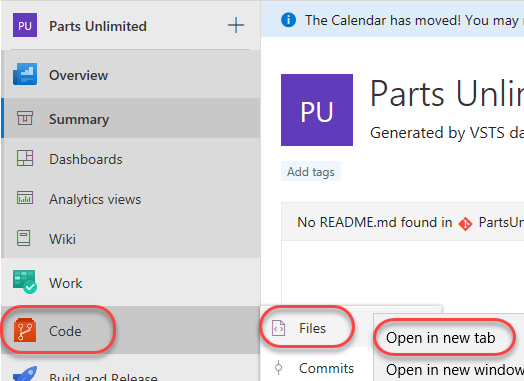 PU Parts Unlimited +
The Calendar has moved! You may
Overview
Summary
Dashboards
Analytics views
Wiki
Work
Code
Build and Release
PU
Parts Unli
Generated by VSTS da
Add tags
No README.md found in PartsUn
Files
Commits
Open in new tab
Open in new window